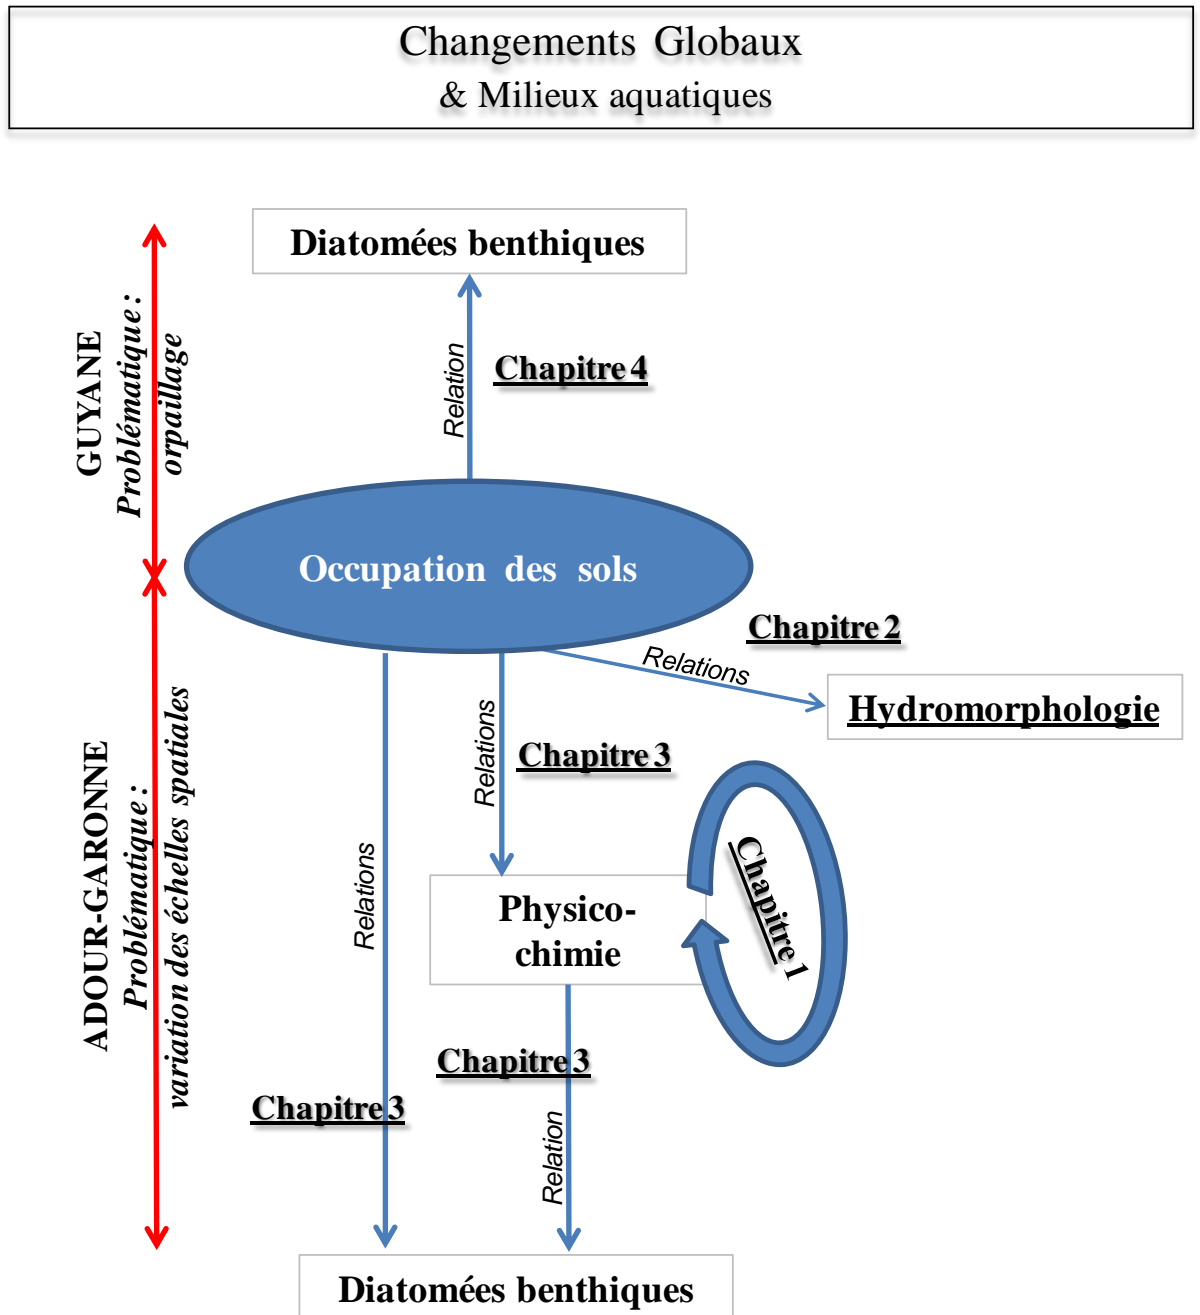 Changements Globaux
& Milieux aquatiques
Diatomées benthiques
GUYANE
Problématique :
orpaillage
Relation
Chapitre 4
Occupation des sols
Chapitre 2
Relations
Hydromorphologie
Relations
Chapitre 3
ADOUR-GARONNE
Problématique :
variation des échelles spatiales
Relations
Physico-
chimie
Chapitre 1
Chapitre 3
Chapitre 3
Relation
Diatomées benthiques